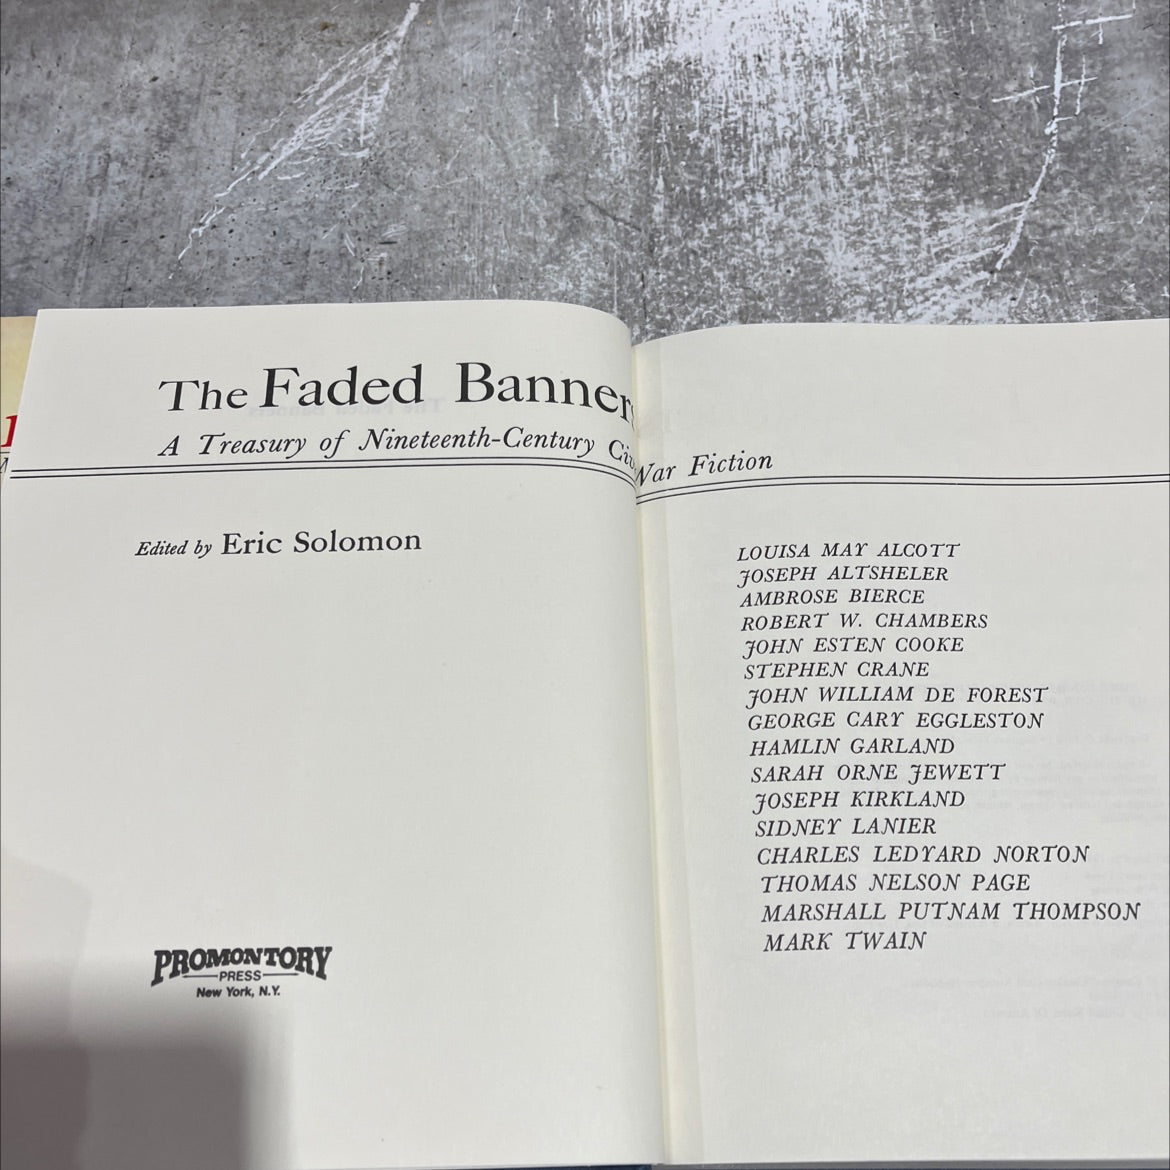 The Faded Banner
A Treasury of Nineteenth-Century Civ War Fiction
Edited by Eric Solomon
PROMONTORY
PRESS
New York, N.Y.
LOUISA MAY ALCOTT
JOSEPH ALTSHELER
AMBROSE BIERCE
ROBERT W. CHAMBERS
JOHN ESTEN COOKE
STEPHEN CRANE
JOHN WILLIAM DE FOREST
GEORGE CARY EGGLESTON
HAMLIN GARLAND
SARAH ORNE JEWETT
JOSEPH KIRKLAND
SIDNEY LANIER
CHARLES LEDYARD NORTON
THOMAS NELSON PAGE
MARSHALL PUTNAM THOMPSON
MARK TWAIN